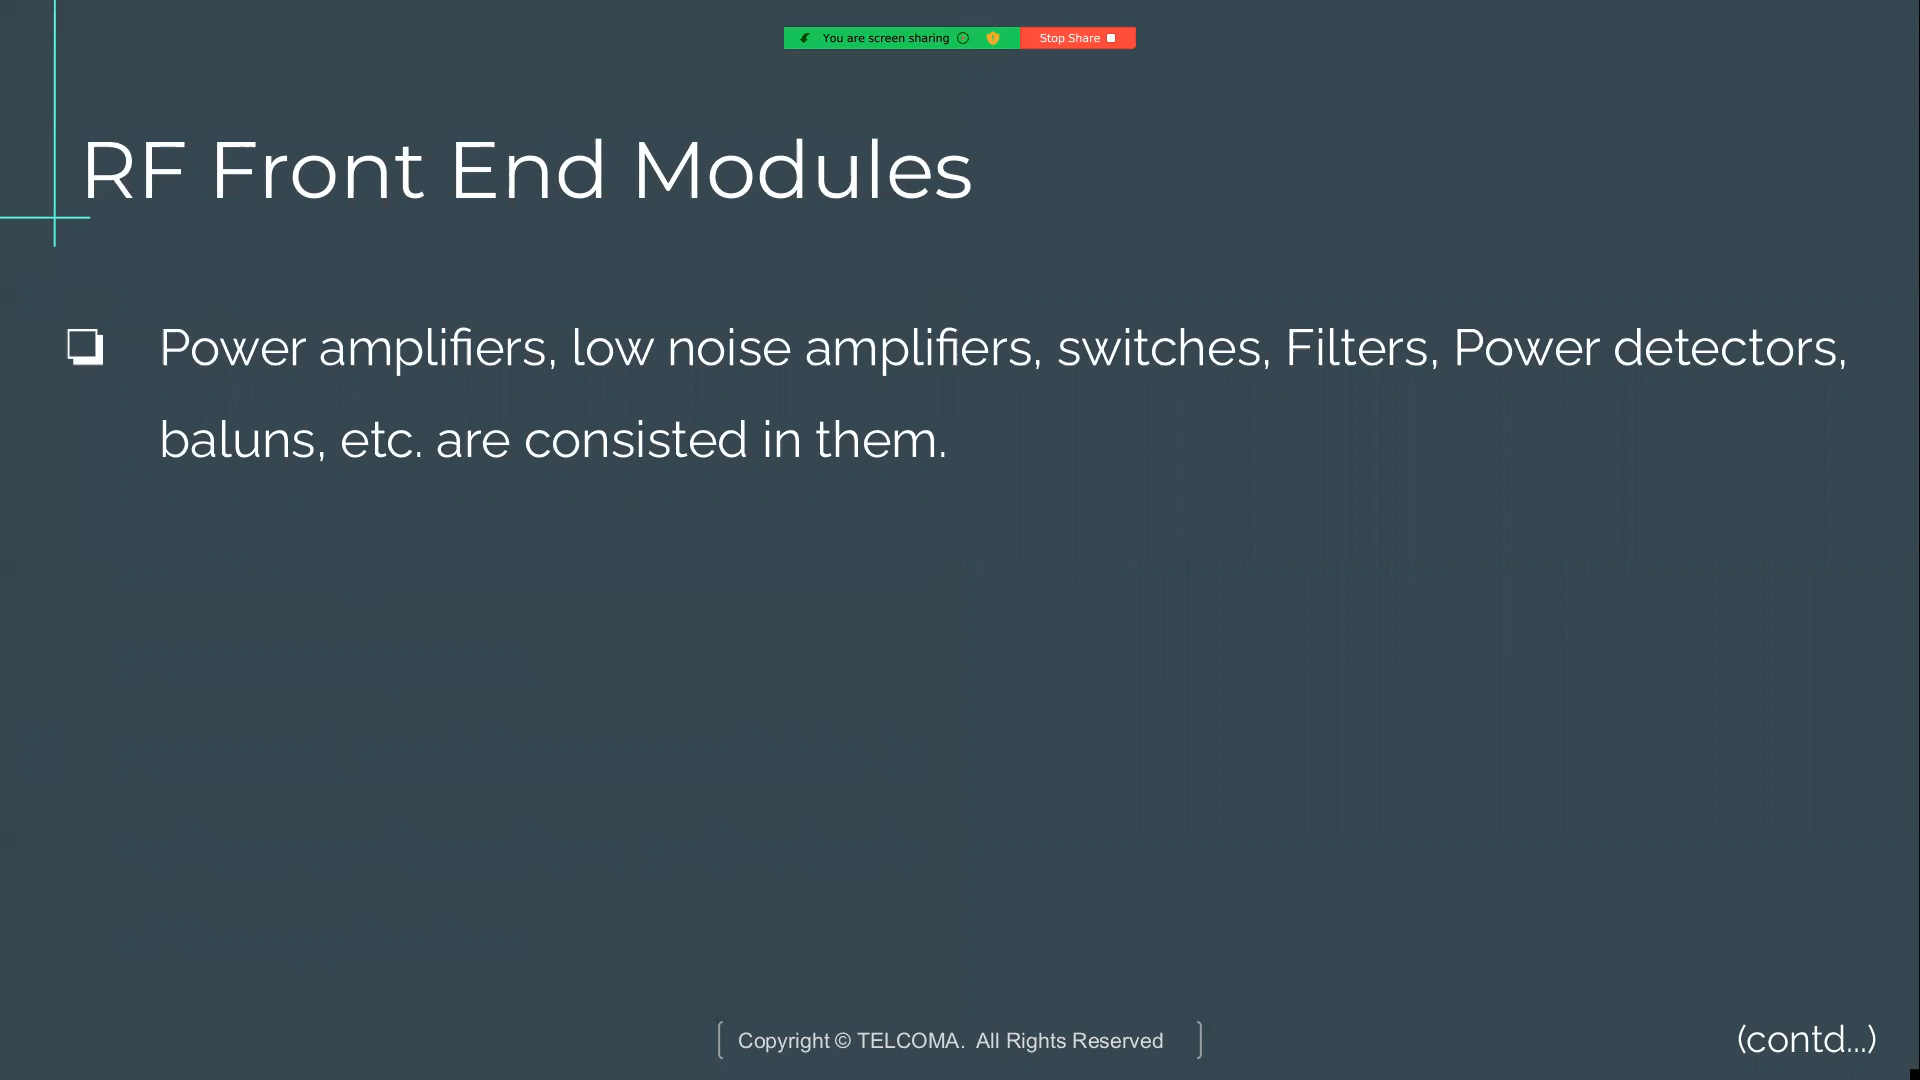 You are screen sharing
Stop Share
RF Front End Modules
Power amplifiers, low noise amplifiers, switches, Filters, Power detectors,
baluns, etc. are consisted in them.
Copyright © TELCOMA. All Rights Reserved
(contd...)